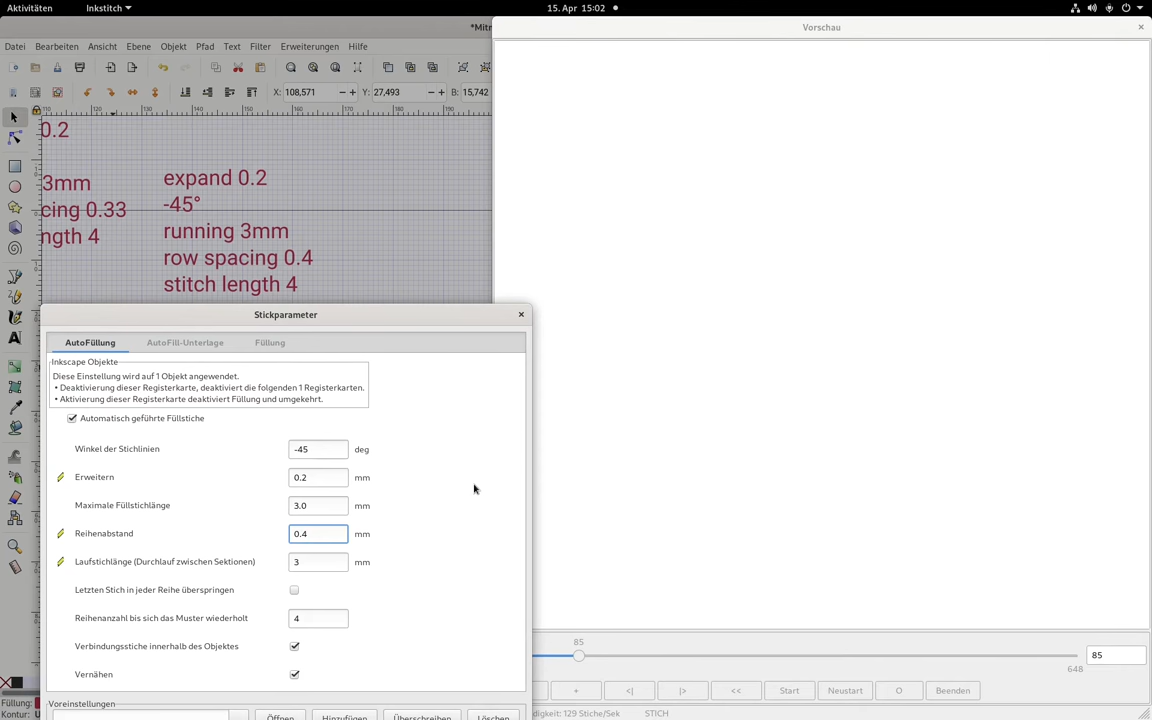 Aktivitäten Inkstitch 15. Apr 15:02
*Mitn Vorschau
Datei Bearbeiten Ansicht Ebene Objekt Pfad Text Filter Erweiterungen Hilfe
X: 108,571 Y: 27,493 B: 15,742
0.2
3mm
cing 0.33
ngth 4
expand 0.2
-45°
running 3mm
row spacing 0.4
stitch length 4
Stickparameter
AutoFüllung AutoFill-Unterlage Füllung
Inkscape Objekte
Diese Einstellung wird auf 1 Objekt angewendet.
• Deaktivierung dieser Registerkarte, deaktiviert die folgenden 1 Registerkarten.
• Aktivierung dieser Registerkarte deaktiviert Füllung und umgekehrt.
Automatisch geführte Füllstiche
Winkel der Stichlinien -45 deg
Erweitern 0.2 mm
Maximale Füllstichlänge 3.0 mm
Reihenabstand 0.4 mm
Laufstichlänge (Durchlauf zwischen Sektionen) 3 mm
Letzten Stich in jeder Reihe überspringen
Reihenanzahl bis sich das Muster wiederholt 4
Verbindungsstiche innerhalb des Objektes
Vernähen
Voreinstellungen
Öffnen Hinzufügen Überschreiben Löschen
85
85
648
+ <| |> << Start Neustart O Beenden
digkeit: 129 Stiche/Sek STICH
Füllung:
Kontur: